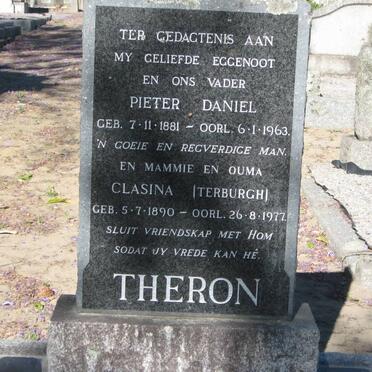 TER GEDAGTENIS AAN
MY GELIEFDE EGGENOOT
EN ONS VADER
PIETER DANIEL
GEB. 7-11-1881 - OORL. 6-1-1963.
'N GOEIE EN REGVERDIGE MAN.
EN MAMMIE EN OUMA
CLASINA (TERBURGH)
GEB. 5-7-1890 - OORL. 26-8-1977
SLUIT VRIENDSKAP MET HOM
SODAT JY VREDE KAN HÊ.
THERON